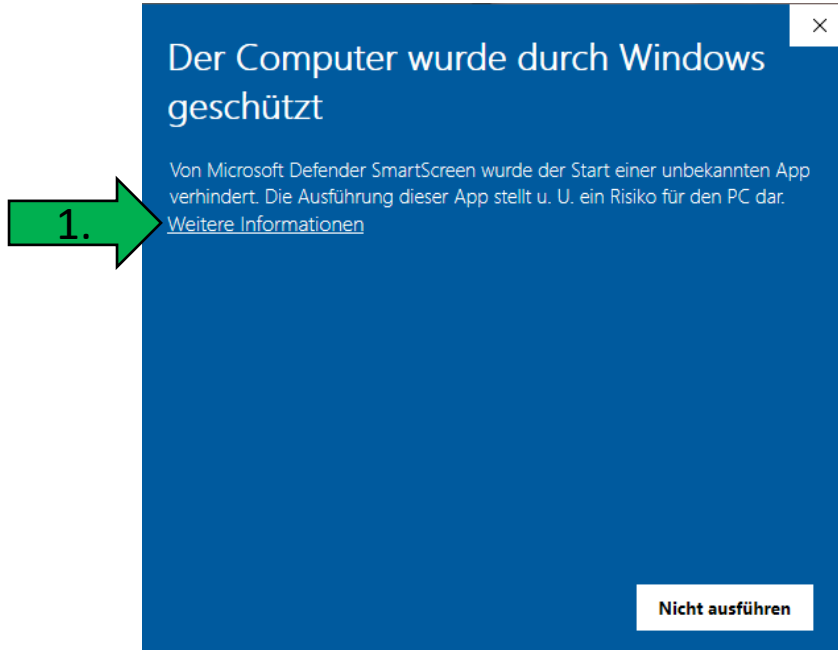 Der Computer wurde durch Windows
geschützt
Von Microsoft Defender SmartScreen wurde der Start einer unbekannten App
verhindert. Die Ausführung dieser App stellt u. U. ein Risiko für den PC dar.
1.
Weitere Informationen
Nicht ausführen